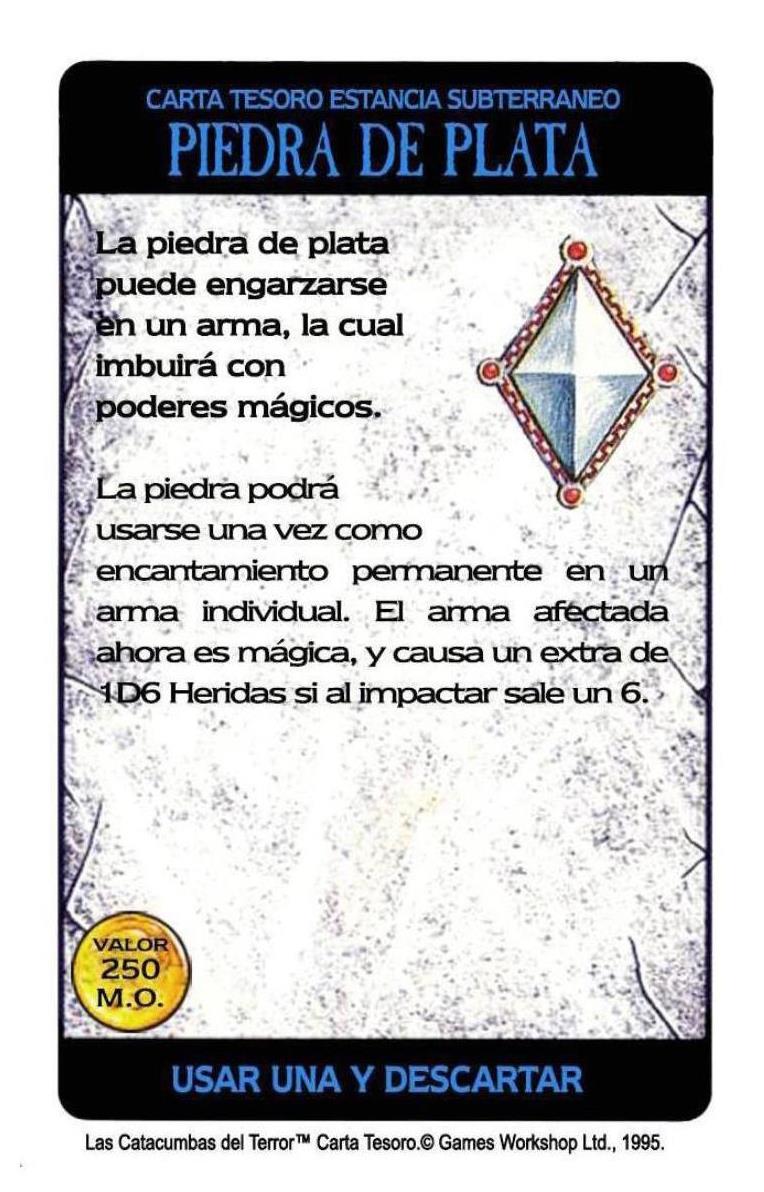 CARTA TESORO ESTANCIA SUBTERRANEO
PIEDRA DE PLATA
La piedra de plata
puede engarzarse
en un arma, la cual
imbuirá con
poderes mágicos.
La piedra podrá
usarse una vez como
encantamiento permanente en un
arma individual. El arma afectada
ahora es mágica, y causa un extra de
1D6 Heridas si al impactar sale un 6.
VALOR
250
M.O.
USAR UNA Y DESCARTAR
Las Catacumbas del Terror™ Carta Tesoro.© Games Workshop Ltd., 1995.